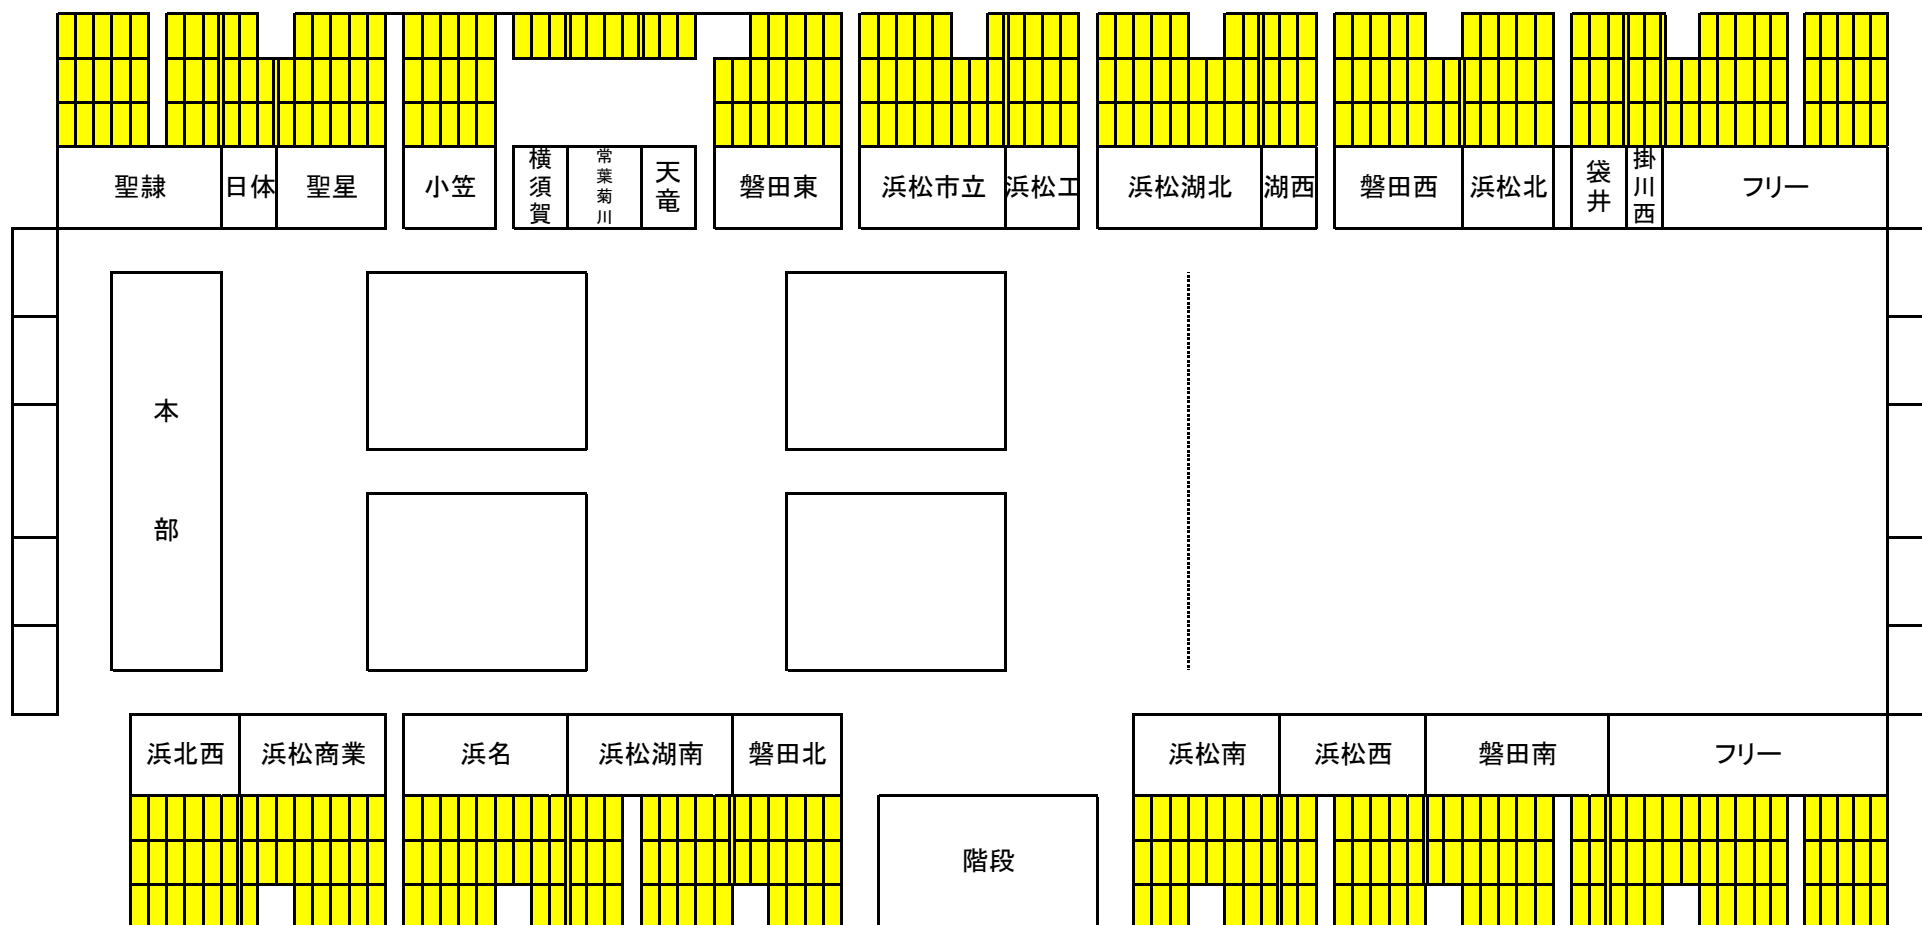 聖隷
日体
聖星
小笠
横須賀
常葉菊川
天竜
磐田東
浜松市立
浜松工
浜松湖北
湖西
磐田西
浜松北
袋井
掛川西
フリー
本部
浜北西
浜松商業
浜名
浜松湖南
磐田北
浜松南
浜松西
磐田南
フリー
階段